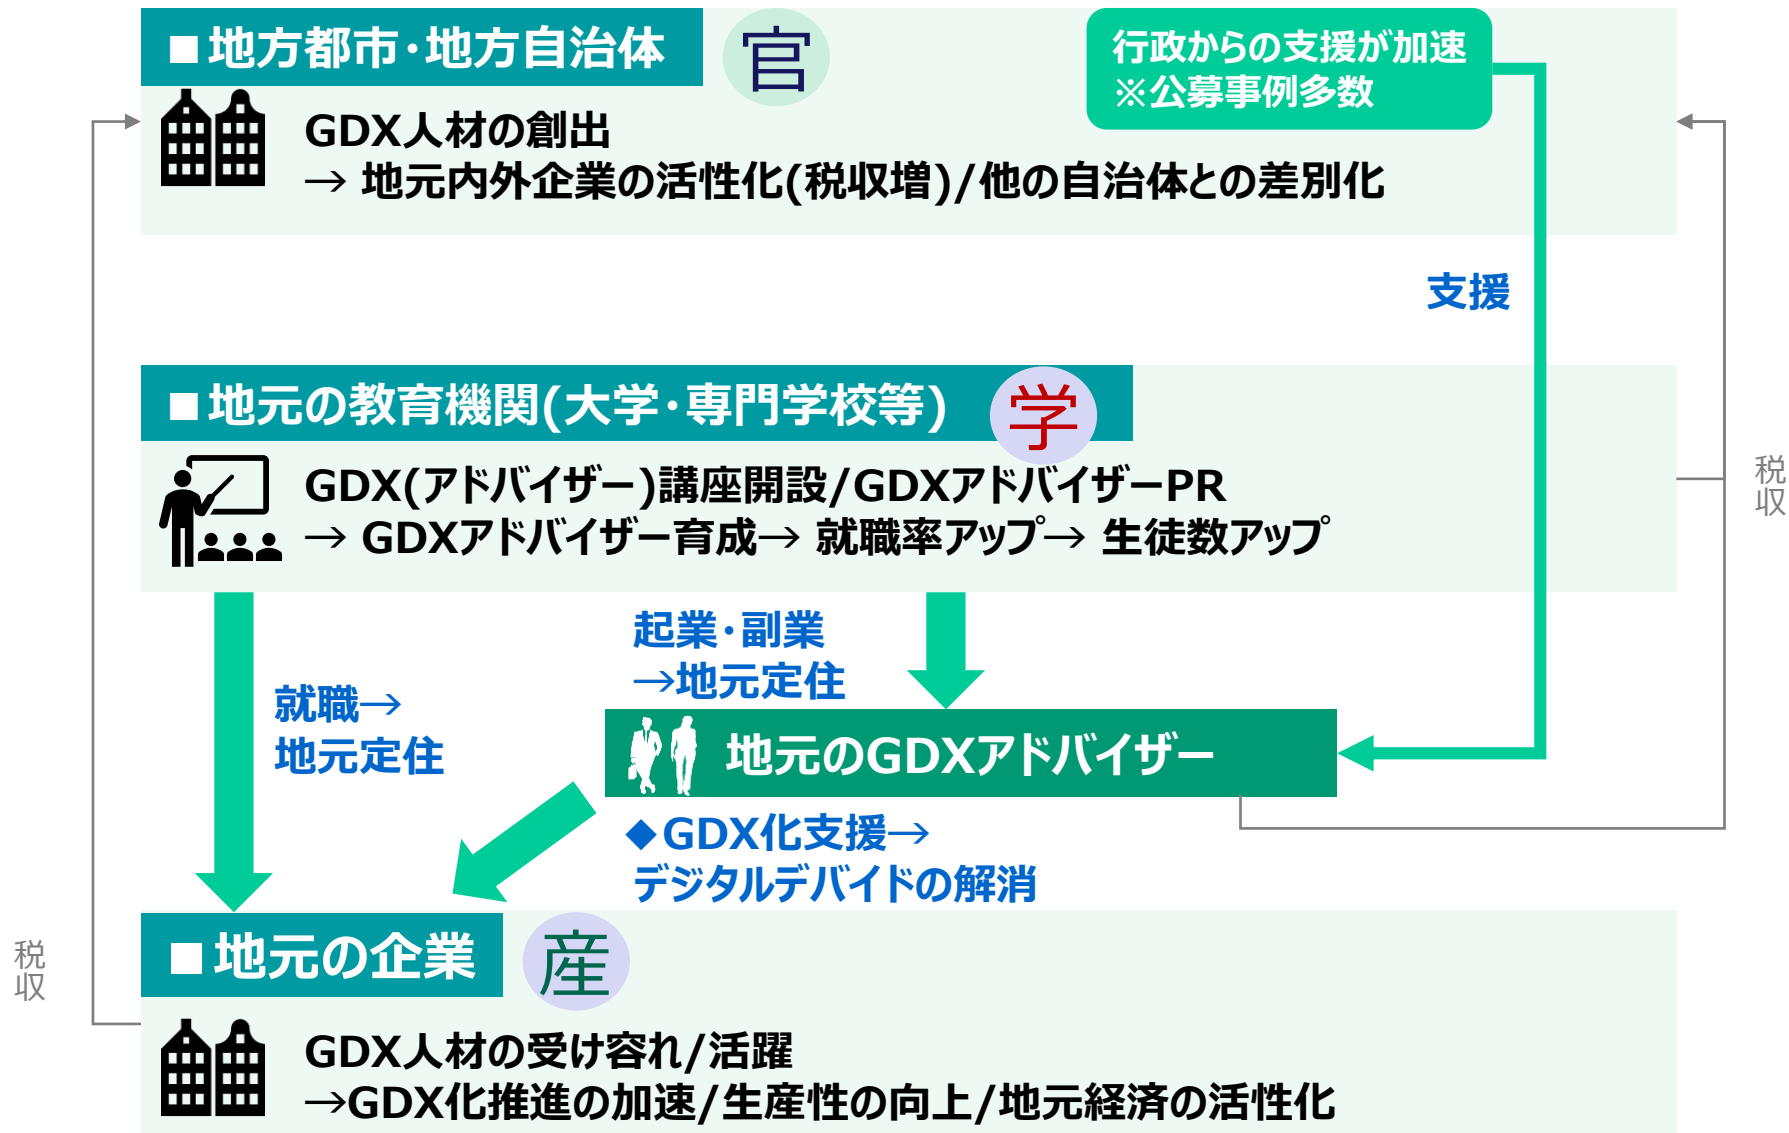 ■地方都市・地方自治体
官
行政からの支援が加速
※公募事例多数
GDX人材の創出
→ 地元内外企業の活性化(税収増)/他の自治体との差別化
支援
■地元の教育機関(大学・専門学校等)
学
GDX(アドバイザー)講座開設/GDXアドバイザーPR
→ GDXアドバイザー育成→ 就職率アップ→ 生徒数アップ
税収
起業・副業
→地元定住
就職→
地元定住
地元のGDXアドバイザー
◆GDX化支援→
デジタルデバイドの解消
■地元の企業
産
税収
GDX人材の受け容れ/活躍
→GDX化推進の加速/生産性の向上/地元経済の活性化